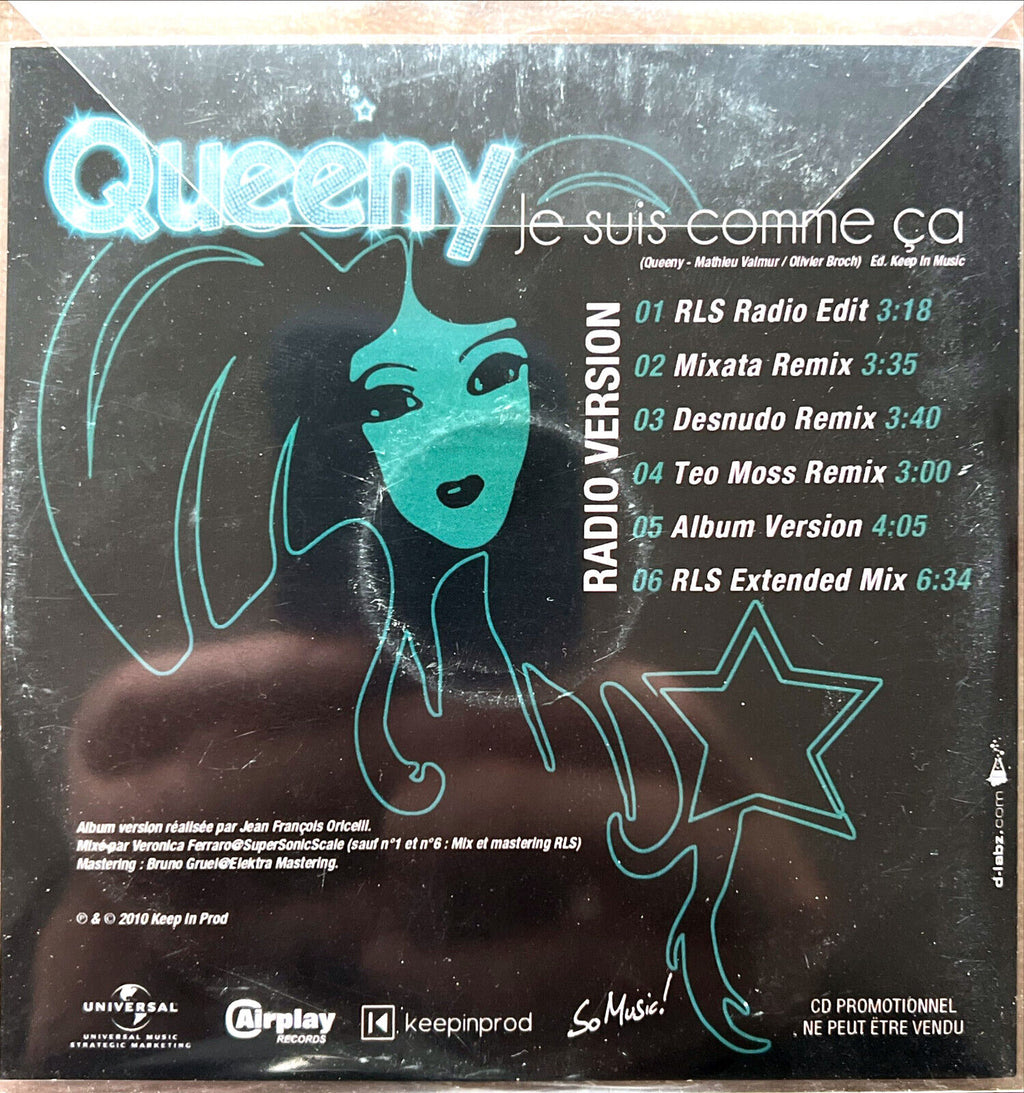 Queeny
Je suis comme ça
(Queeny - Mathieu Valmur / Olivier Broch) Ed. Keep In Music
RADIO VERSION
01 RLS Radio Edit 3:18
02 Mixata Remix 3:35
03 Desnudo Remix 3:40
04 Teo Moss Remix 3:00
05 Album Version 4:05
06 RLS Extended Mix 6:34
d-labz.com
Album version réalisée par Jean François Oricelli.
Mixé par Veronica Ferraro@SuperSonicScale (sauf n°1 et n°6 : Mix et mastering RLS)
Mastering : Bruno Gruel@Elektra Mastering.
℗ & © 2010 Keep In Prod
UNIVERSAL
UNIVERSAL MUSIC
STRATEGIC MARKETING
Airplay
RECORDS
keepinprod
So Music!
CD PROMOTIONNEL
NE PEUT ËTRE VENDU